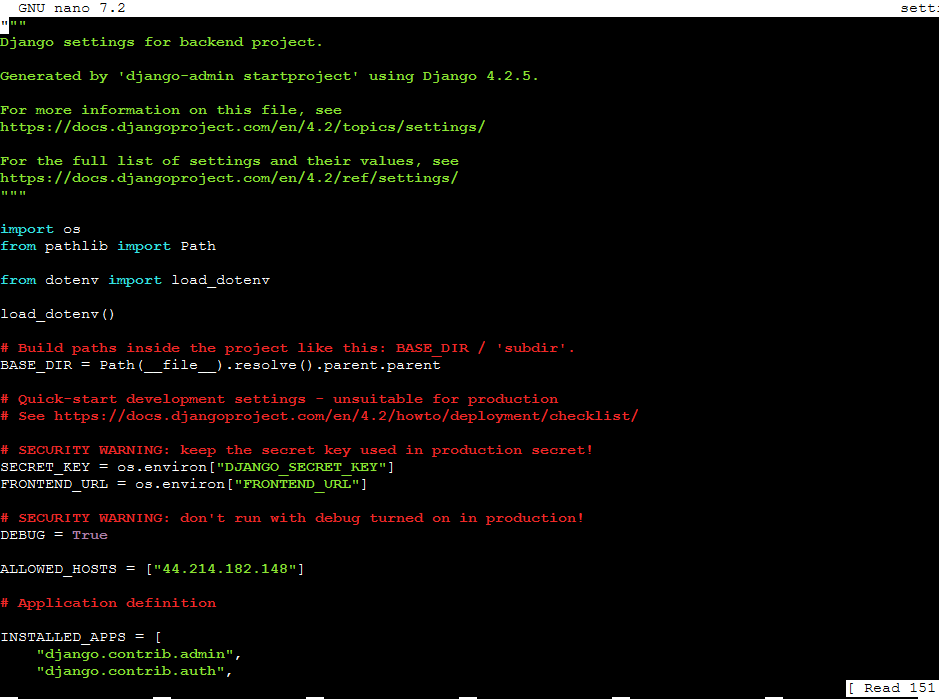 GNU nano 7.2
"""
Django settings for backend project.
Generated by 'django-admin startproject' using Django 4.2.5.
For more information on this file, see
https://docs.djangoproject.com/en/4.2/topics/settings/
For the full list of settings and their values, see
https://docs.djangoproject.com/en/4.2/ref/settings/
"""
import os
from pathlib import Path
from dotenv import load_dotenv
load_dotenv()
# Build paths inside the project like this: BASE_DIR / 'subdir'.
BASE_DIR = Path(__file__).resolve().parent.parent
# Quick-start development settings - unsuitable for production
# See https://docs.djangoproject.com/en/4.2/howto/deployment/checklist/
# SECURITY WARNING: keep the secret key used in production secret!
SECRET_KEY = os.environ["DJANGO_SECRET_KEY"]
FRONTEND_URL = os.environ["FRONTEND_URL"]
# SECURITY WARNING: don't run with debug turned on in production!
DEBUG = True
ALLOWED_HOSTS = ["44.214.182.148"]
# Application definition
INSTALLED_APPS = [
    "django.contrib.admin",
    "django.contrib.auth",
[ Read 151